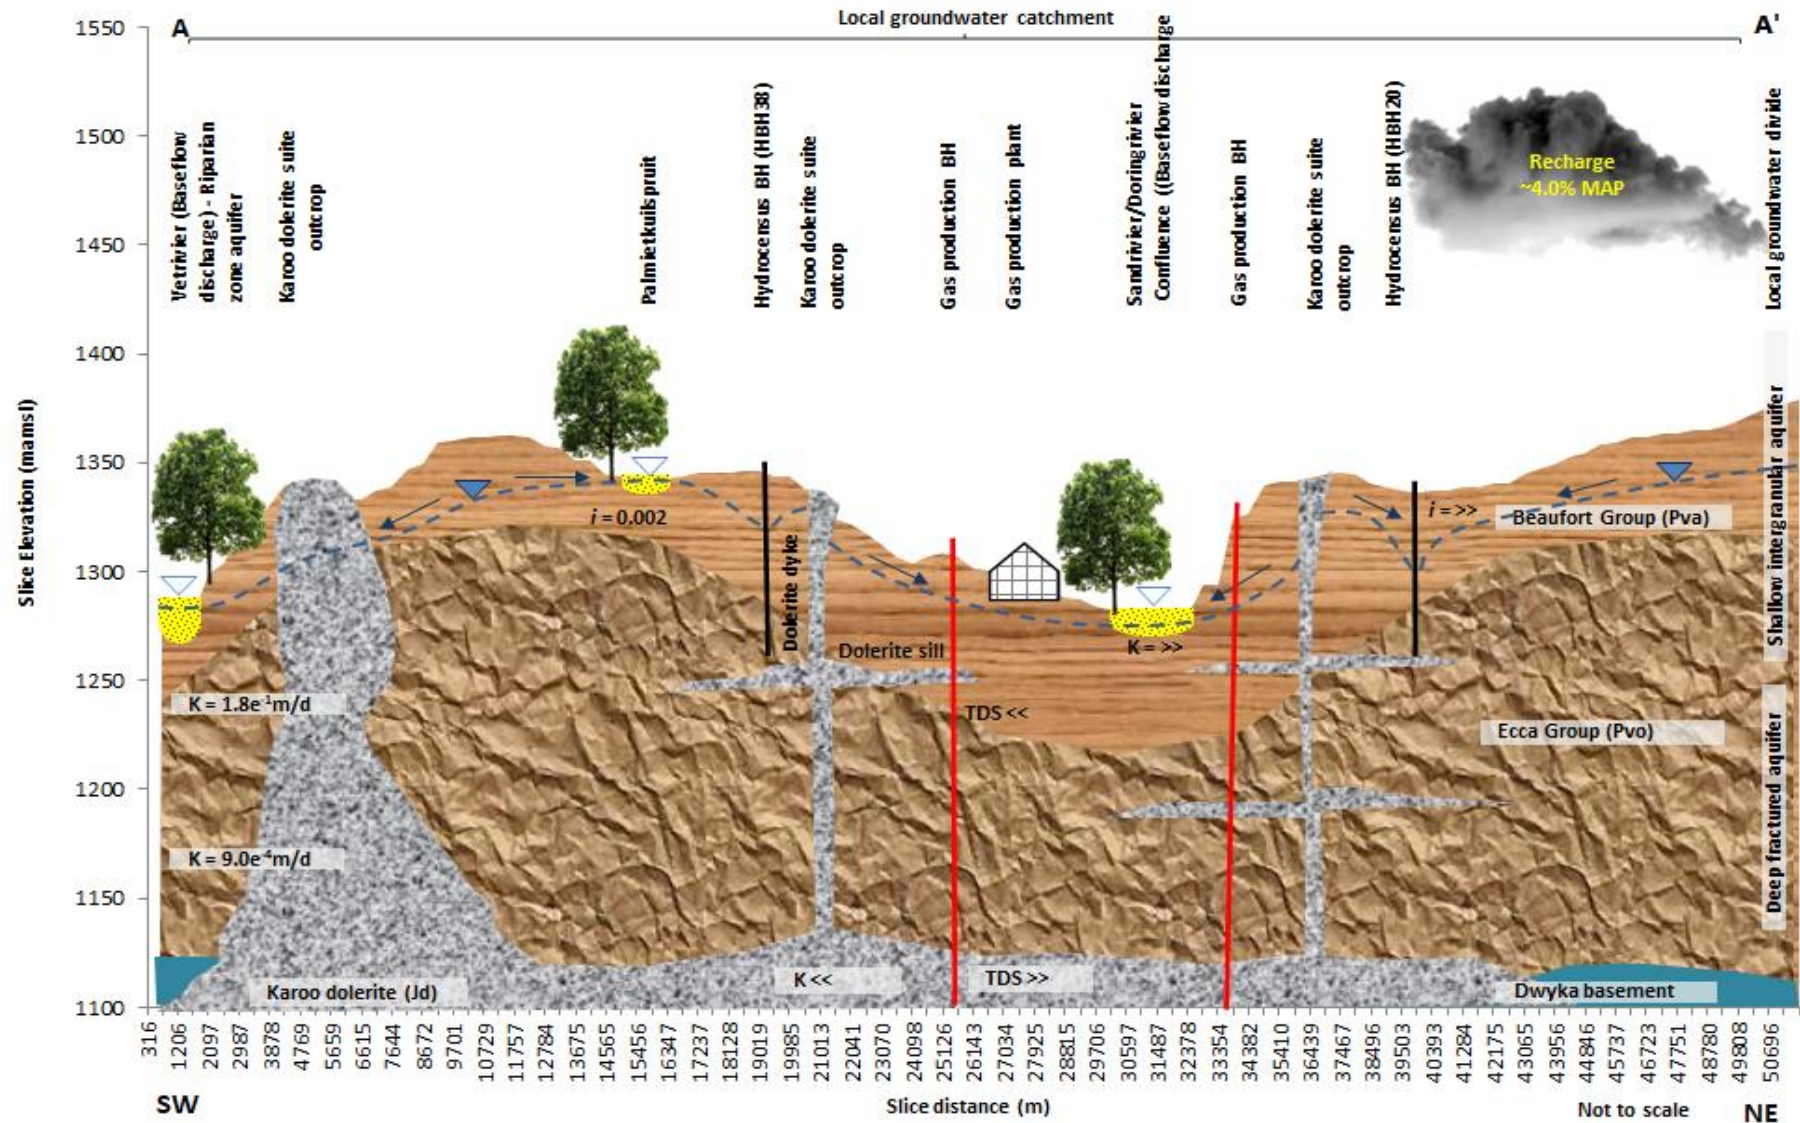 Local groundwater catchment
A
A'
1550
1500
1450
1400
1350
1300
1250
1200
1150
1100
Slice Elevation (mamsl)
Vetrivier (Baseflow
discharge) - Riparian
zone aquifer
Karoo dolerite suite
outcrop
Palmietkuilspruit
Hydrocensus BH (HBH38)
Karoo dolerite suite
outcrop
Gas production BH
Gas production plant
Sandrivier/Doringrivier
Confluence ((Baseflow discharge
Gas production BH
Karoo dolerite suite
outcrop
Hydrocensus BH (HBH20)
Recharge
~4.0% MAP
Local groundwater divide
i = 0.002
i = >>
Beaufort Group (Pva)
Shallow intergranular aquifer
Dolerite dyke
Dolerite sill
K = >>
K = 1.8e⁻¹m/d
TDS <<
Ecca Group (Pvo)
Deep fractured aquifer
K = 9.0e⁻⁴m/d
Karoo dolerite (Jd)
K <<
TDS >>
Dwyka basement
316
1206
2097
2987
3878
4769
5659
6615
7644
8672
9701
10729
11757
12784
13675
14565
15456
16347
17237
18128
19019
19985
21013
22041
23070
24098
25126
26143
27034
27925
28815
29706
30597
31487
32378
33354
34382
35410
36439
37467
38496
39503
40393
41284
42175
43065
43956
44846
45737
46723
47751
48780
49808
50696
SW
Slice distance (m)
Not to scale
NE